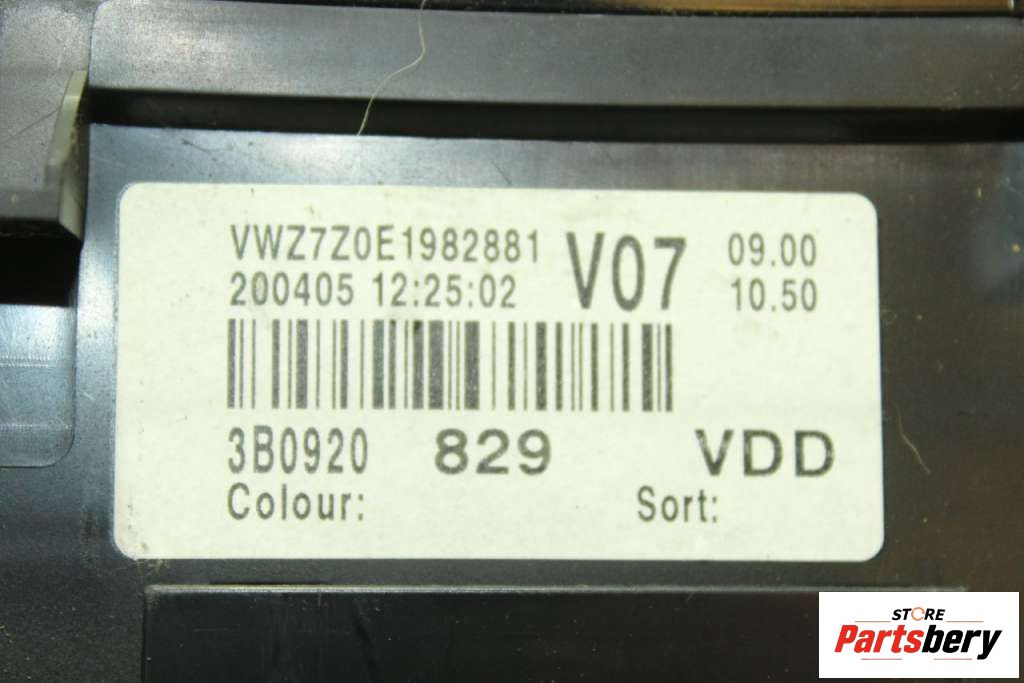 VWZ7Z0E1982881 V07 09.00
200405 12:25:02 10.50
3B0920 829 VDD
Colour: Sort:
STORE
Partsbery